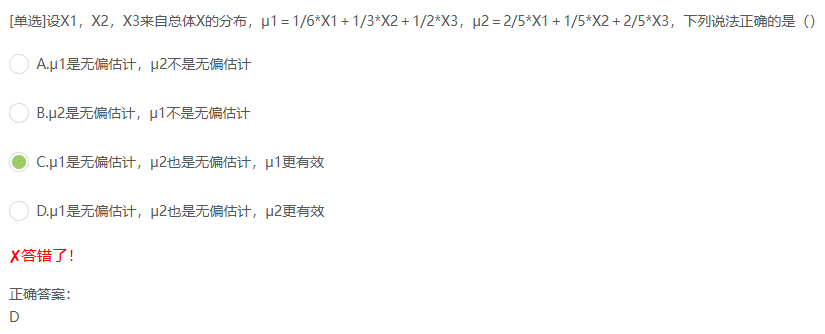 [单选]设X1，X2，X3来自总体X的分布，μ1＝1/6*X1＋1/3*X2＋1/2*X3，μ2＝2/5*X1＋1/5*X2＋2/5*X3，下列说法正确的是（）
A.μ1是无偏估计，μ2不是无偏估计
B.μ2是无偏估计，μ1不是无偏估计
C.μ1是无偏估计，μ2也是无偏估计，μ1更有效
D.μ1是无偏估计，μ2也是无偏估计，μ2更有效
✗答错了！
正确答案：
D